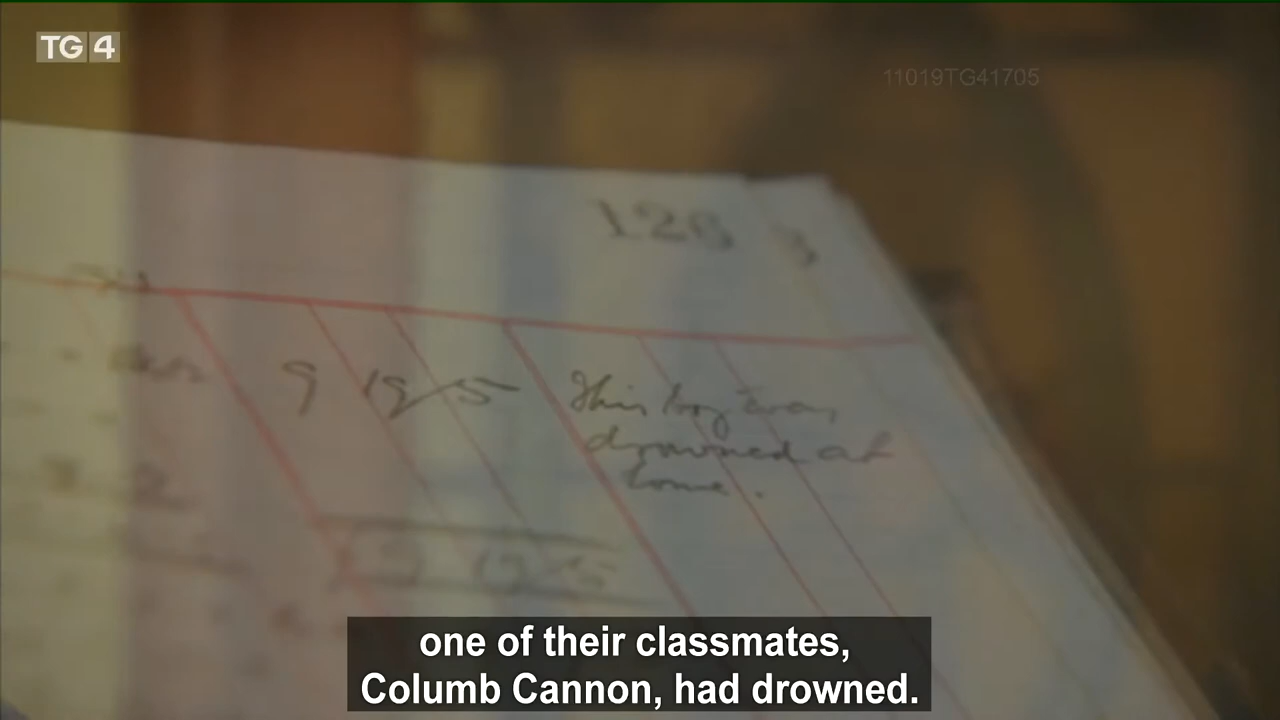 TG4
11019TG41705
128
9 19/5
This boy was
drowned at
home.
one of their classmates,
Columb Cannon, had drowned.